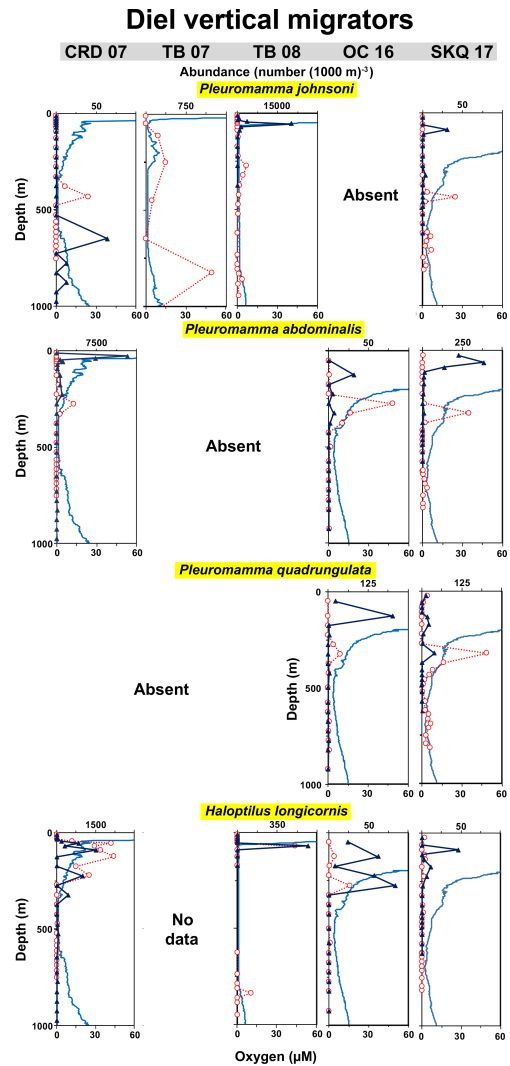 Diel vertical migrators
CRD 07 TB 07 TB 08 OC 16 SKQ 17
Abundance (number (1000 m)⁻³)
Pleuromamma johnsoni
50 750 15000 50
0
500
1000
Depth (m)
Absent
0 30 60 0 30 60 0 30 60 0 30 60
Pleuromamma abdominalis
7500 50 250
0
500
1000
Depth (m)
Absent
0 30 60 0 30 60 0 30 60
Pleuromamma quadrungulata
125 125
0
500
1000
Absent
Depth (m)
0 30 60 0 30 60
Haloptilus longicornis
1500 350 50 50
0
500
1000
Depth (m)
No
data
0 30 60 0 30 60 0 30 60 0 30 60
Oxygen (µM)